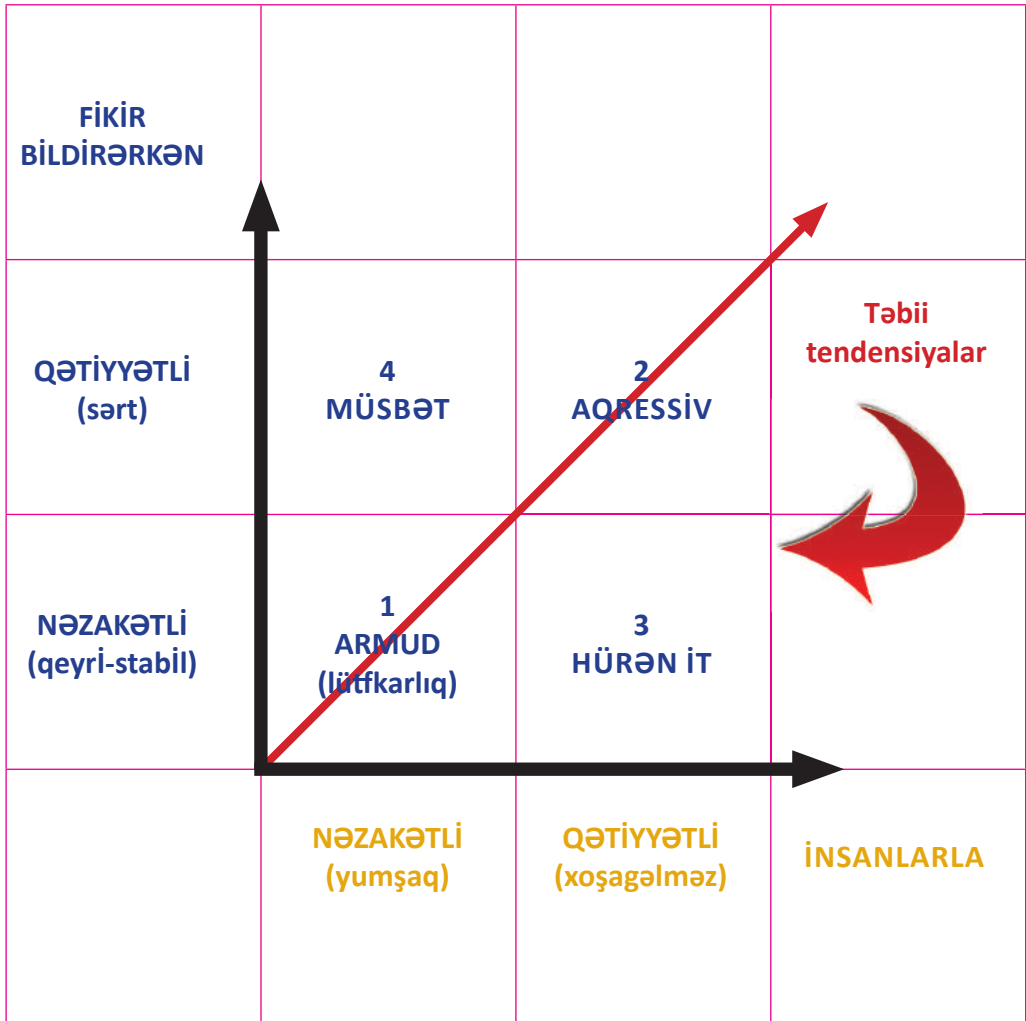 FİKİR
BİLDİRƏRKƏN
QƏTİYYƏTLİ
(sərt)
4
MÜSBƏT
2
AQRESSİV
Təbii
tendensiyalar
NƏZAKƏTLİ
(qeyrİ-stabİl)
1
ARMUD
(lütfkarlıq)
3
HÜRƏN İT
NƏZAKƏTLİ
(yumşaq)
QƏTİYYƏTLİ
(xoşagəlməz)
İNSANLARLA